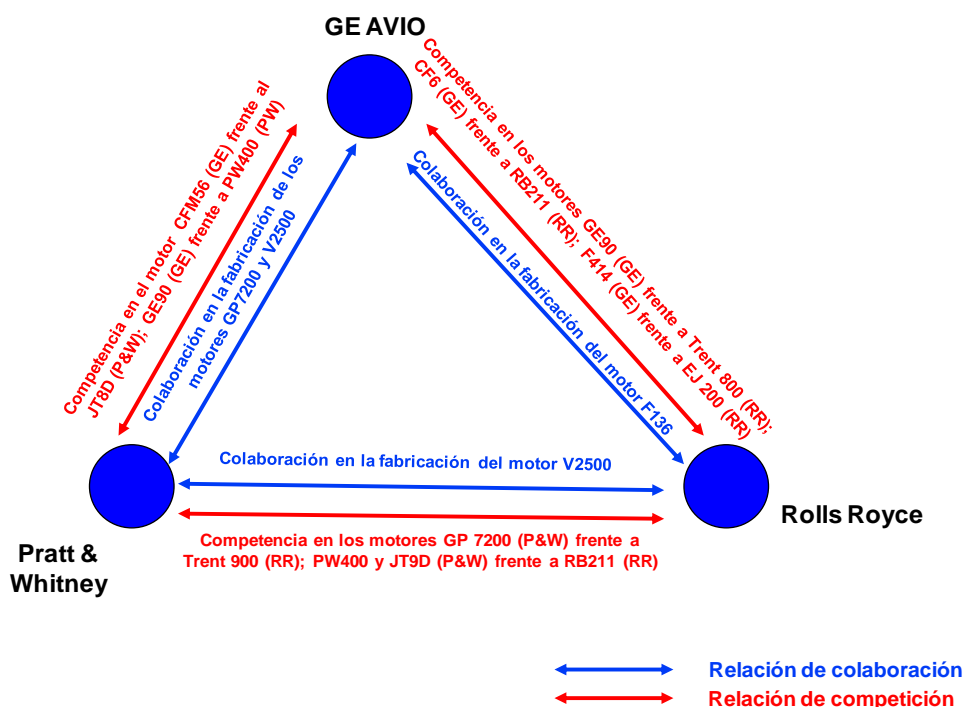 GE AVIO
Competencia en el motor CFM56 (GE) frente al
JT8D (P&W); GE90 (GE) frente a PW400 (PW)
Colaboración en la fabricación de los
motores GP7200 y V2500
Competencia en los motores GE90 (GE) frente a Trent 800 (RR);
CF6 (GE) frente a RB211 (RR); F414 (GE) frente a EJ 200 (RR)
Colaboración en la fabricación del motor F136
Colaboración en la fabricación del motor V2500
Competencia en los motores GP 7200 (P&W) frente a
Trent 900 (RR); PW400 y JT9D (P&W) frente a RB211 (RR)
Pratt &
Whitney
Rolls Royce
Relación de colaboración
Relación de competición